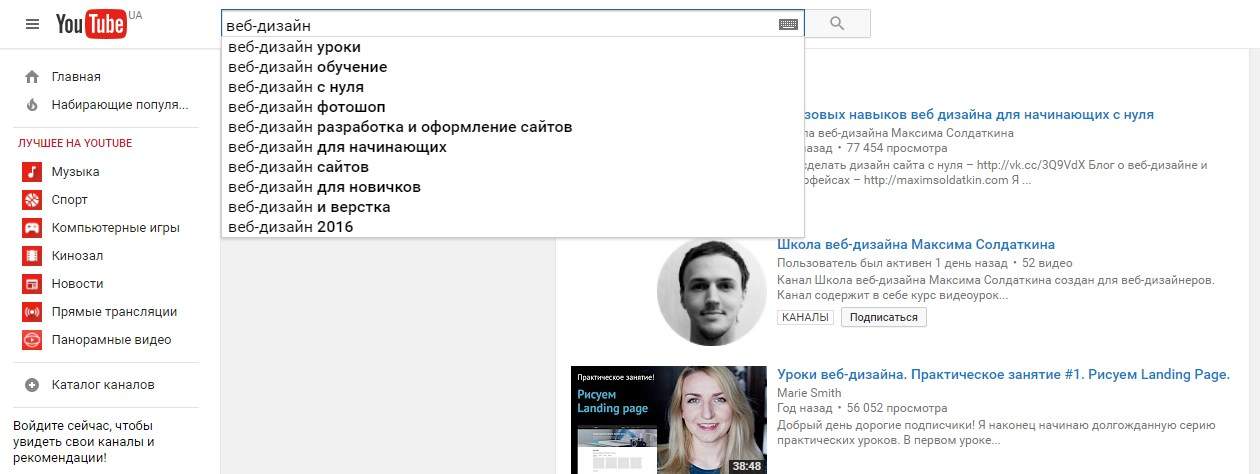 YouTube UA
веб-дизайн
веб-дизайн уроки
веб-дизайн обучение
веб-дизайн с нуля
веб-дизайн фотошоп
веб-дизайн разработка и оформление сайтов
веб-дизайн для начинающих
веб-дизайн сайтов
веб-дизайн для новичков
веб-дизайн и верстка
веб-дизайн 2016
Главная
Набирающие популя...
ЛУЧШЕЕ НА YOUTUBE
Музыка
Спорт
Компьютерные игры
Кинозал
Новости
Прямые трансляции
Панорамные видео
Каталог каналов
Войдите сейчас, чтобы
увидеть свои каналы и
рекомендации!
зовых навыков веб дизайна для начинающих с нуля
ла веб-дизайна Максима Солдаткина
назад • 77 454 просмотра
сделать дизайн сайта с нуля – http://vk.cc/3Q9VdX Блог о веб-дизайне и
офейсах – http://maximsoldatkin.com Я ...
Школа веб-дизайна Максима Солдаткина
Пользователь был активен 1 день назад • 52 видео
Канал Школа веб-дизайна Максима Солдаткина создан для веб-дизайнеров.
Канал содержит в себе курс видеоурок...
КАНАЛЫ Подписаться
Практическое занятие!
Рисуем
Landing page
38:48
Уроки веб-дизайна. Практическое занятие #1. Рисуем Landing Page.
Marie Smith
Год назад • 56 052 просмотра
Добрый день дорогие подписчики! Я наконец начинаю долгожданную серию
практических уроков. В первом уроке...